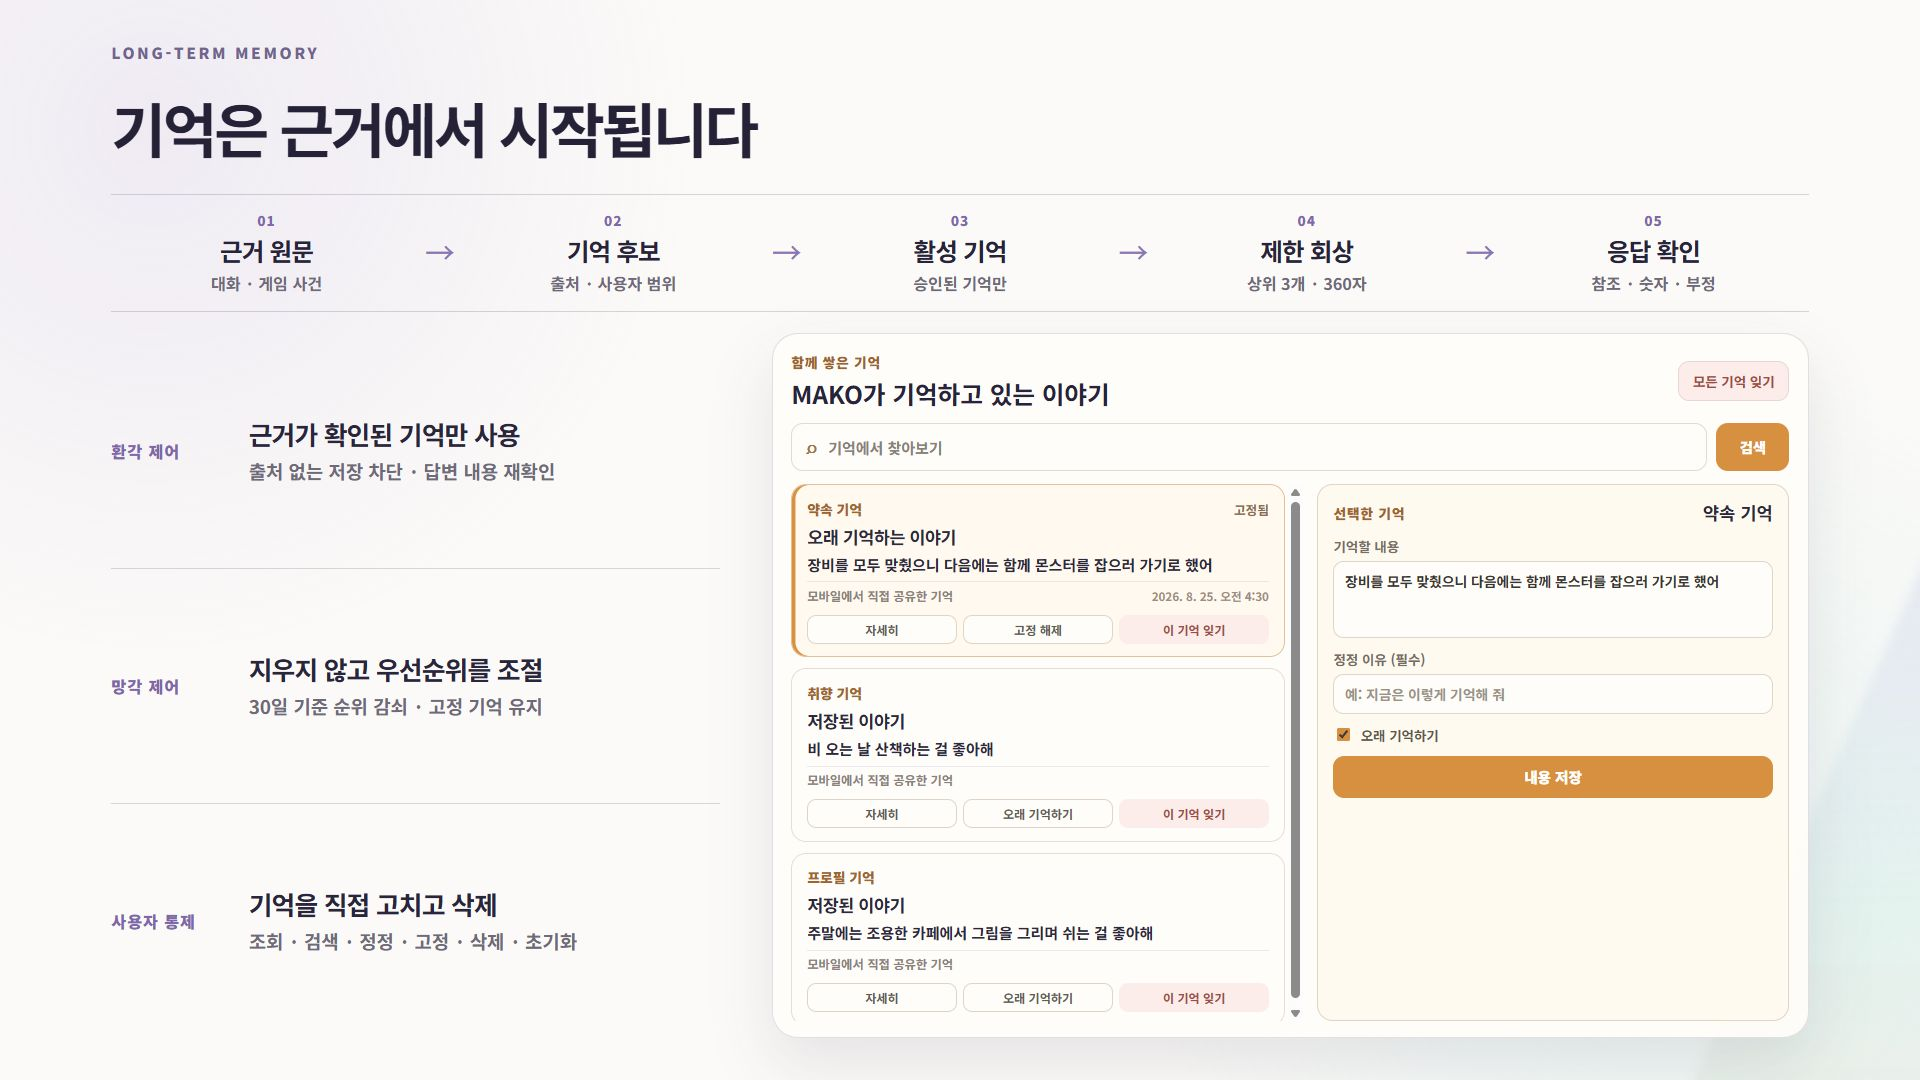 LONG-TERM MEMORY
기억은 근거에서 시작됩니다
01
근거 원문
대화 · 게임 사건
→
02
기억 후보
출처 · 사용자 범위
→
03
활성 기억
승인된 기억만
→
04
제한 회상
상위 3개 · 360자
→
05
응답 확인
참조 · 숫자 · 부정
환각 제어
근거가 확인된 기억만 사용
출처 없는 저장 차단 · 답변 내용 재확인
망각 제어
지우지 않고 우선순위를 조절
30일 기준 순위 감쇠 · 고정 기억 유지
사용자 통제
기억을 직접 고치고 삭제
조회 · 검색 · 정정 · 고정 · 삭제 · 초기화
함께 쌓은 기억
MAKO가 기억하고 있는 이야기
모든 기억 잊기
기억에서 찾아보기
검색
약속 기억
고정됨
오래 기억하는 이야기
장비를 모두 맞췄으니 다음에는 함께 몬스터를 잡으러 가기로 했어
모바일에서 직접 공유한 기억
2026. 8. 25. 오전 4:30
자세히
고정 해제
이 기억 잊기
취향 기억
저장된 이야기
비 오는 날 산책하는 걸 좋아해
모바일에서 직접 공유한 기억
자세히
오래 기억하기
이 기억 잊기
프로필 기억
저장된 이야기
주말에는 조용한 카페에서 그림을 그리며 쉬는 걸 좋아해
모바일에서 직접 공유한 기억
자세히
오래 기억하기
이 기억 잊기
선택한 기억
약속 기억
기억할 내용
장비를 모두 맞췄으니 다음에는 함께 몬스터를 잡으러 가기로 했어
정정 이유 (필수)
예: 지금은 이렇게 기억해 줘
오래 기억하기
내용 저장